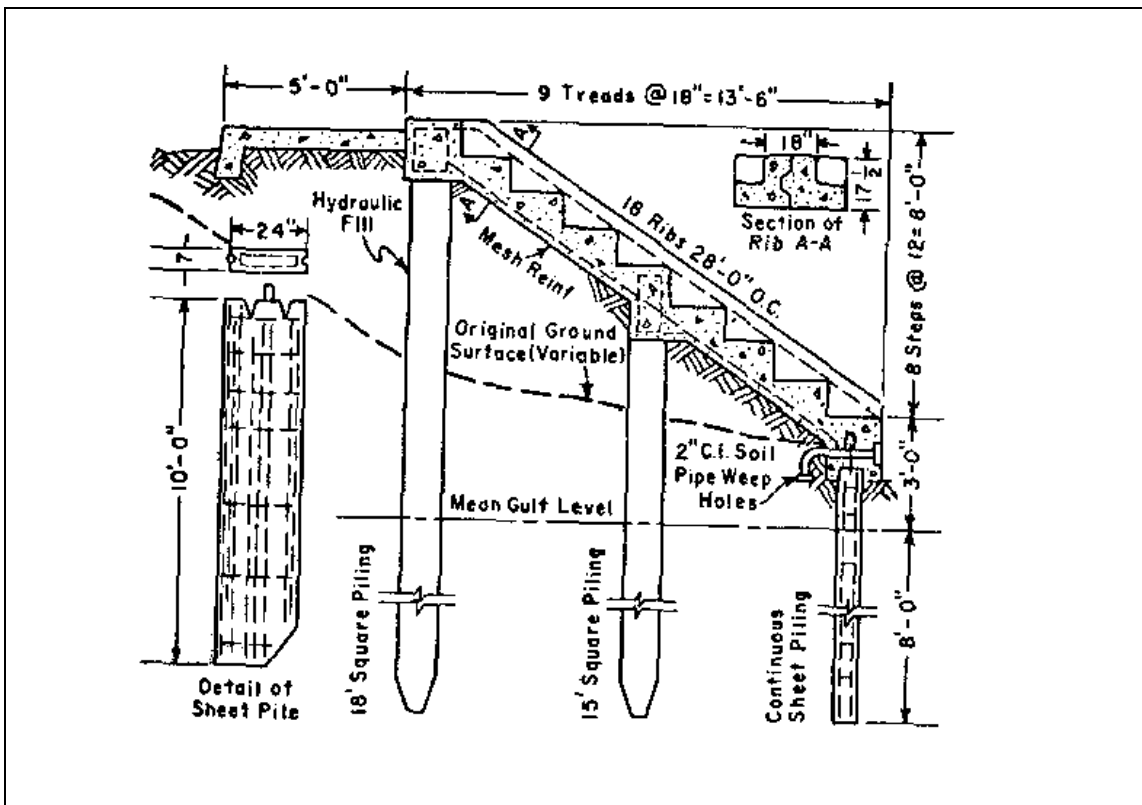 5'-0"
9 Treads @ 18"=13'-6"
18"
17 1/2
Section of
Rib A-A
A
A
Hydraulic
Fill
24"
7"
Mesh Reinf
18 Ribs 28'-0" O.C.
8 Steps @ 12=8'-0"
Original Ground
Surface (Variable)
10'-0"
2" C.I. Soil
Pipe Weep
Holes
3'-0"
Mean Gulf Level
8'-0"
18' Square Piling
15' Square Piling
Continuous
Sheet Piling
Detail of
Sheet Pile